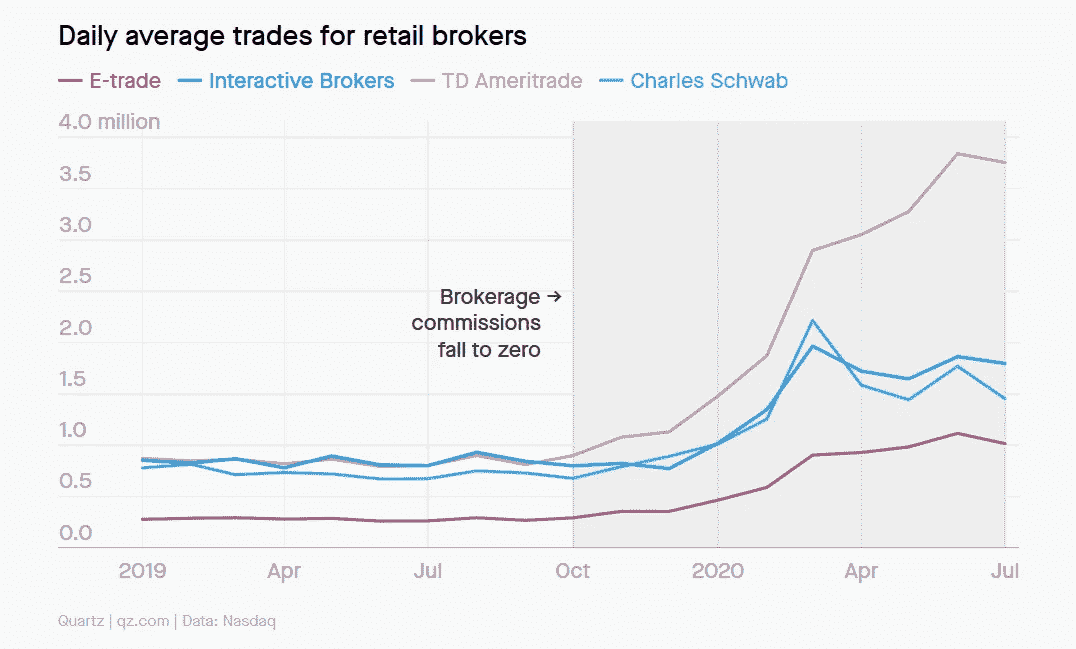 Daily average trades for retail brokers
E-trade Interactive Brokers TD Ameritrade Charles Schwab
4.0 million
3.5
3.0
2.5
Brokerage →
commissions
fall to zero
2.0
1.5
1.0
0.5
0.0
2019 Apr Jul Oct 2020 Apr Jul
Quartz | qz.com | Data: Nasdaq